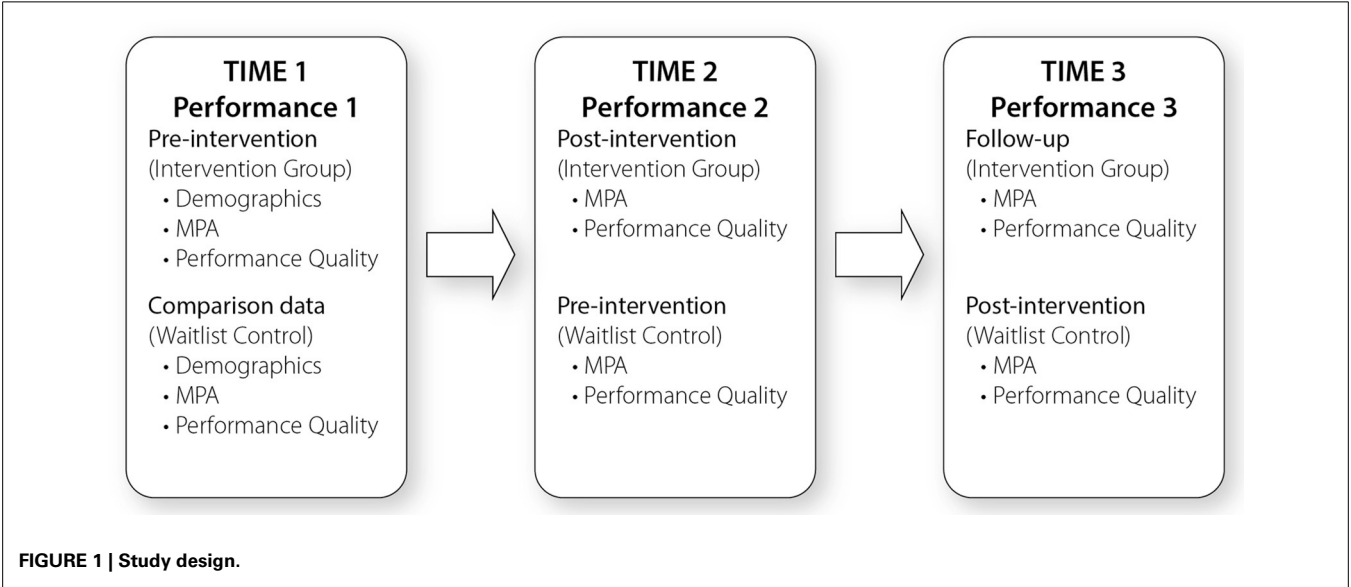 TIME 1
Performance 1
Pre-intervention
(Intervention Group)
• Demographics
• MPA
• Performance Quality
Comparison data
(Waitlist Control)
• Demographics
• MPA
• Performance Quality
TIME 2
Performance 2
Post-intervention
(Intervention Group)
• MPA
• Performance Quality
Pre-intervention
(Waitlist Control)
• MPA
• Performance Quality
TIME 3
Performance 3
Follow-up
(Intervention Group)
• MPA
• Performance Quality
Post-intervention
(Waitlist Control)
• MPA
• Performance Quality
FIGURE 1 | Study design.